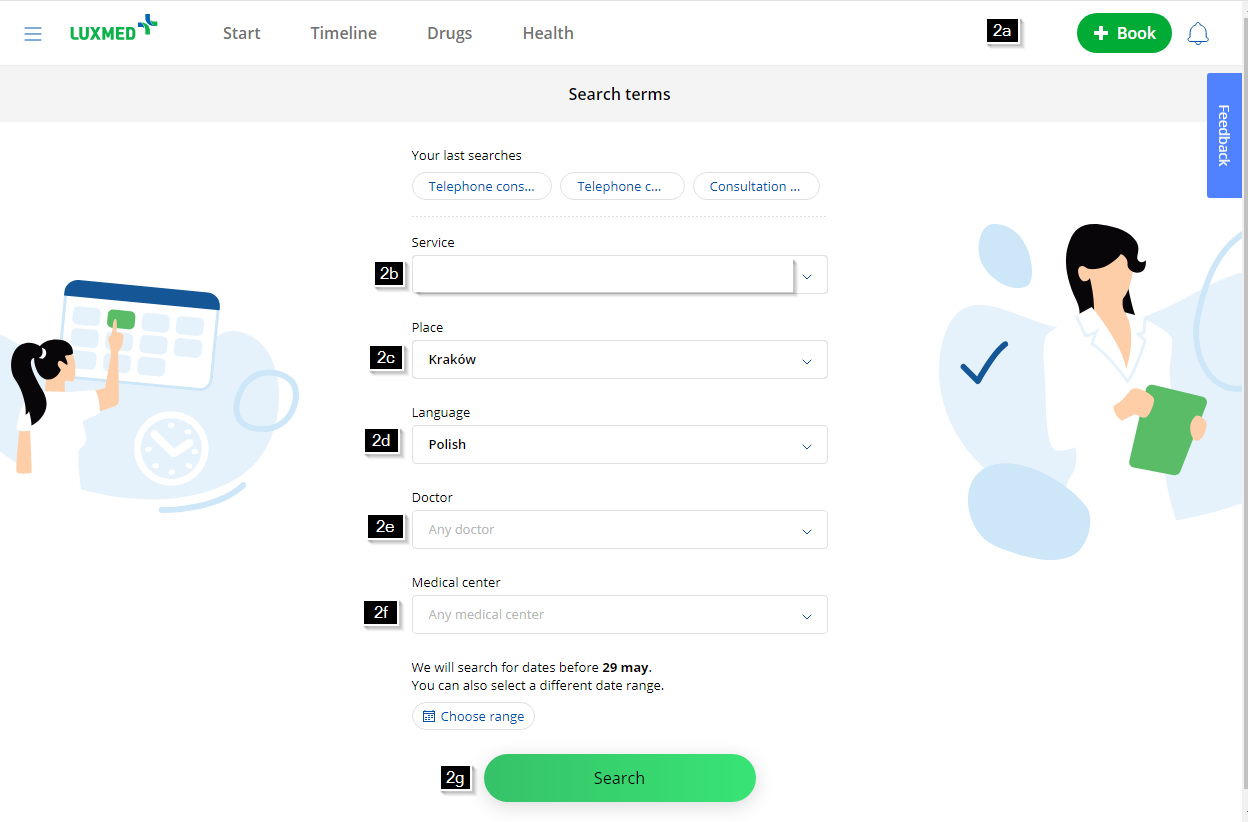 LUXMED
Start
Timeline
Drugs
Health
2a
Book
Search terms
Feedback
Your last searches
Telephone cons...
Telephone c...
Consultation ...
Service
2b
Place
2c
Kraków
Language
2d
Polish
Doctor
2e
Any doctor
Medical center
2f
Any medical center
We will search for dates before 29 may.
You can also select a different date range.
Choose range
2g
Search